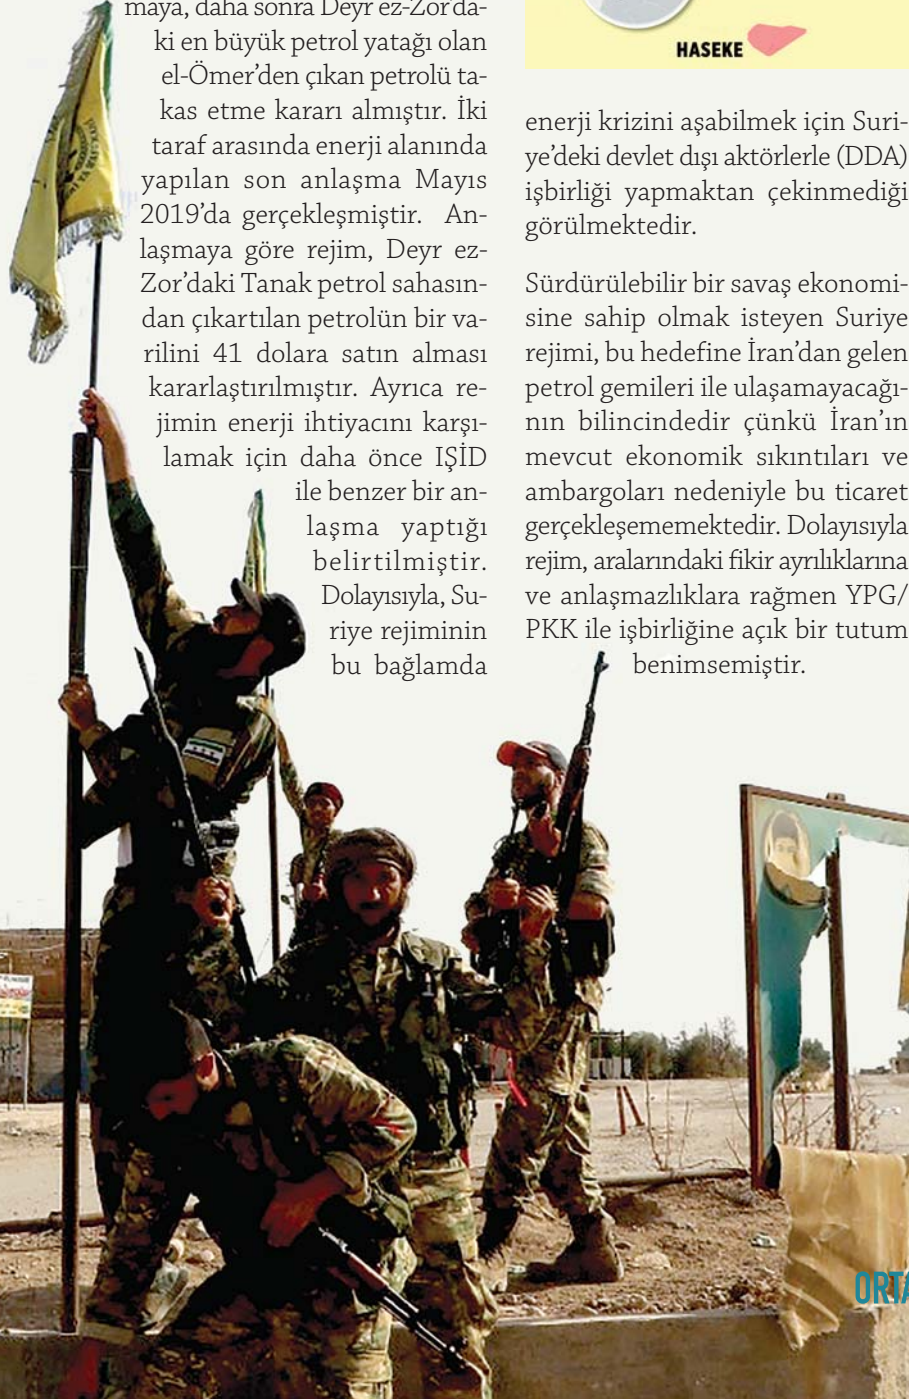 maya, daha sonra Deyr ez-Zor’da-
ki en büyük petrol yatağı olan
el-Ömer’den çıkan petrolü ta-
kas etme kararı almıştır. İki
taraf arasında enerji alanında
yapılan son anlaşma Mayıs
2019’da gerçekleşmiştir. An-
laşmaya göre rejim, Deyr ez-
Zor’daki Tanak petrol sahasın-
dan çıkartılan petrolün bir va-
rilini 41 dolara satın alması
kararlaştırılmıştır. Ayrıca re-
jimin enerji ihtiyacını karşı-
lamak için daha önce IŞİD
ile benzer bir an-
laşma yaptığı
belirtilmiştir.
Dolayısıyla, Su-
riye rejiminin
bu bağlamda
HASEKE
enerji krizini aşabilmek için Suri-
ye’deki devlet dışı aktörlerle (DDA)
işbirliği yapmaktan çekinmediği
görülmektedir.
Sürdürülebilir bir savaş ekonomi-
sine sahip olmak isteyen Suriye
rejimi, bu hedefine İran’dan gelen
petrol gemileri ile ulaşamayacağı-
nın bilincindedir çünkü İran’ın
mevcut ekonomik sıkıntıları ve
ambargoları nedeniyle bu ticaret
gerçekleşememektedir. Dolayısıyla
rejim, aralarındaki fikir ayrılıklarına
ve anlaşmazlıklara rağmen YPG/
PKK ile işbirliğine açık bir tutum
benimsemiştir.
ORTA